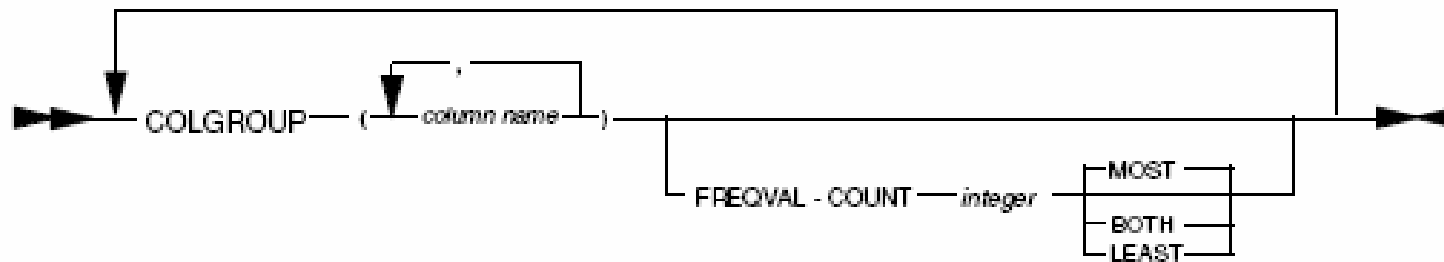 ,
COLGROUP ( column name )
MOST
FREQVAL - COUNT integer
BOTH
LEAST